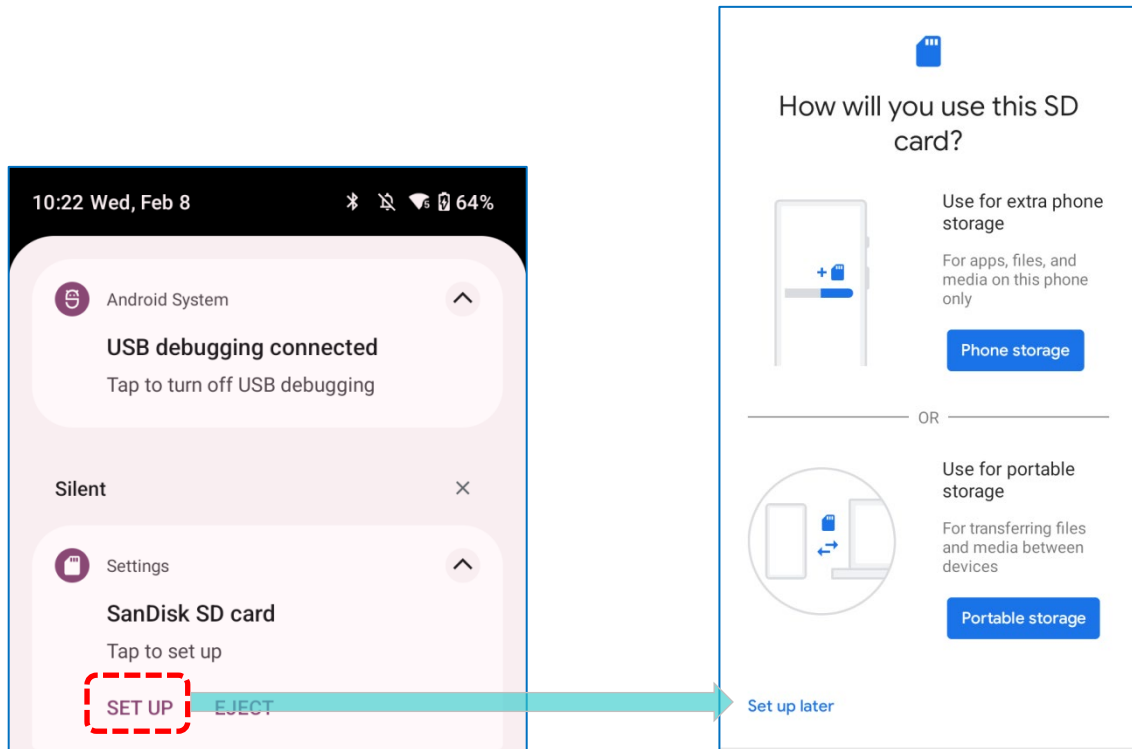 10:22 Wed, Feb 8
5 64%
Android System
USB debugging connected
Tap to turn off USB debugging
Silent
Settings
SanDisk SD card
Tap to set up
SET UP EJECT
How will you use this SD
card?
Use for extra phone
storage
For apps, files, and
media on this phone
only
Phone storage
OR
Use for portable
storage
For transferring files
and media between
devices
Portable storage
Set up later